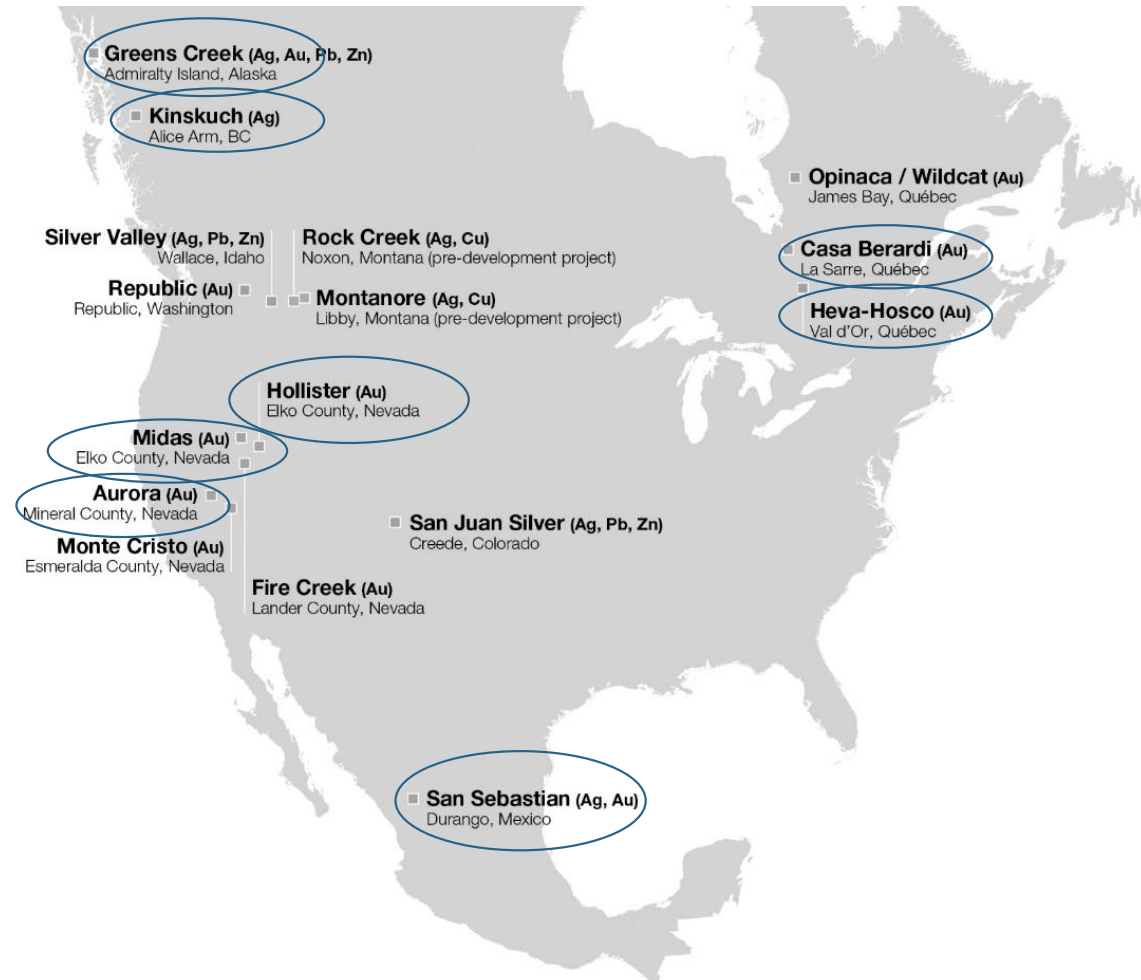 Greens Creek (Ag, Au, Pb, Zn)
Admiralty Island, Alaska
Kinskuch (Ag)
Alice Arm, BC
Opinaca / Wildcat (Au)
James Bay, Québec
Silver Valley (Ag, Pb, Zn)
Wallace, Idaho
Rock Creek (Ag, Cu)
Noxon, Montana (pre-development project)
Casa Berardi (Au)
La Sarre, Québec
Republic (Au)
Republic, Washington
Montanore (Ag, Cu)
Libby, Montana (pre-development project)
Heva-Hosco (Au)
Val d'Or, Québec
Hollister (Au)
Elko County, Nevada
Midas (Au)
Elko County, Nevada
Aurora (Au)
Mineral County, Nevada
San Juan Silver (Ag, Pb, Zn)
Creede, Colorado
Monte Cristo (Au)
Esmeralda County, Nevada
Fire Creek (Au)
Lander County, Nevada
San Sebastian (Ag, Au)
Durango, Mexico